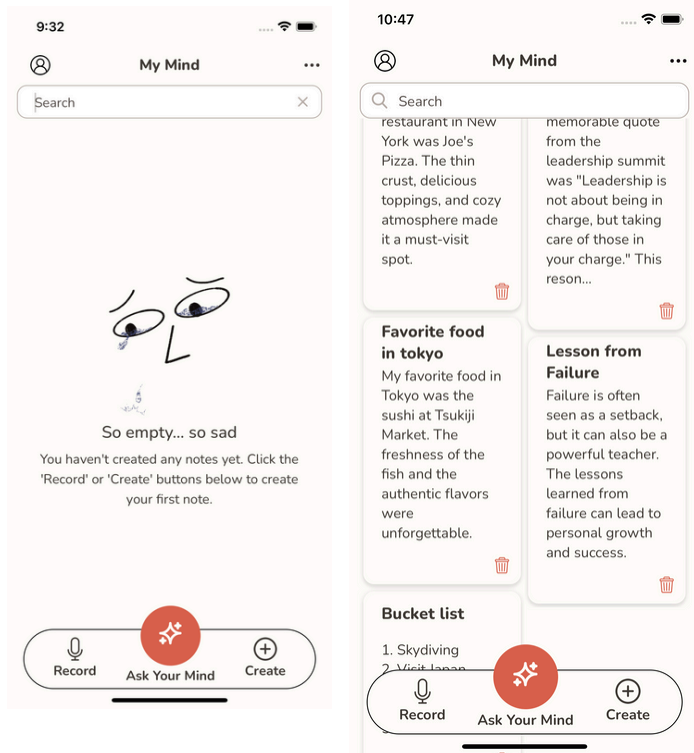 9:32
My Mind
Search
So empty... so sad
You haven't created any notes yet. Click the
'Record' or 'Create' buttons below to create
your first note.
Record
Ask Your Mind
Create
10:47
My Mind
Search
restaurant in New
York was Joe's
Pizza. The thin
crust, delicious
toppings, and cozy
atmosphere made
it a must-visit
spot.
memorable quote
from the
leadership summit
was "Leadership is
not about being in
charge, but taking
care of those in
your charge." This
reson...
Favorite food
in tokyo
My favorite food in
Tokyo was the
sushi at Tsukiji
Market. The
freshness of the
fish and the
authentic flavors
were
unforgettable.
Lesson from
Failure
Failure is often
seen as a setback,
but it can also be a
powerful teacher.
The lessons
learned from
failure can lead to
personal growth
and success.
Bucket list
1. Skydiving
2. Visit Japan
Record
Ask Your Mind
Create